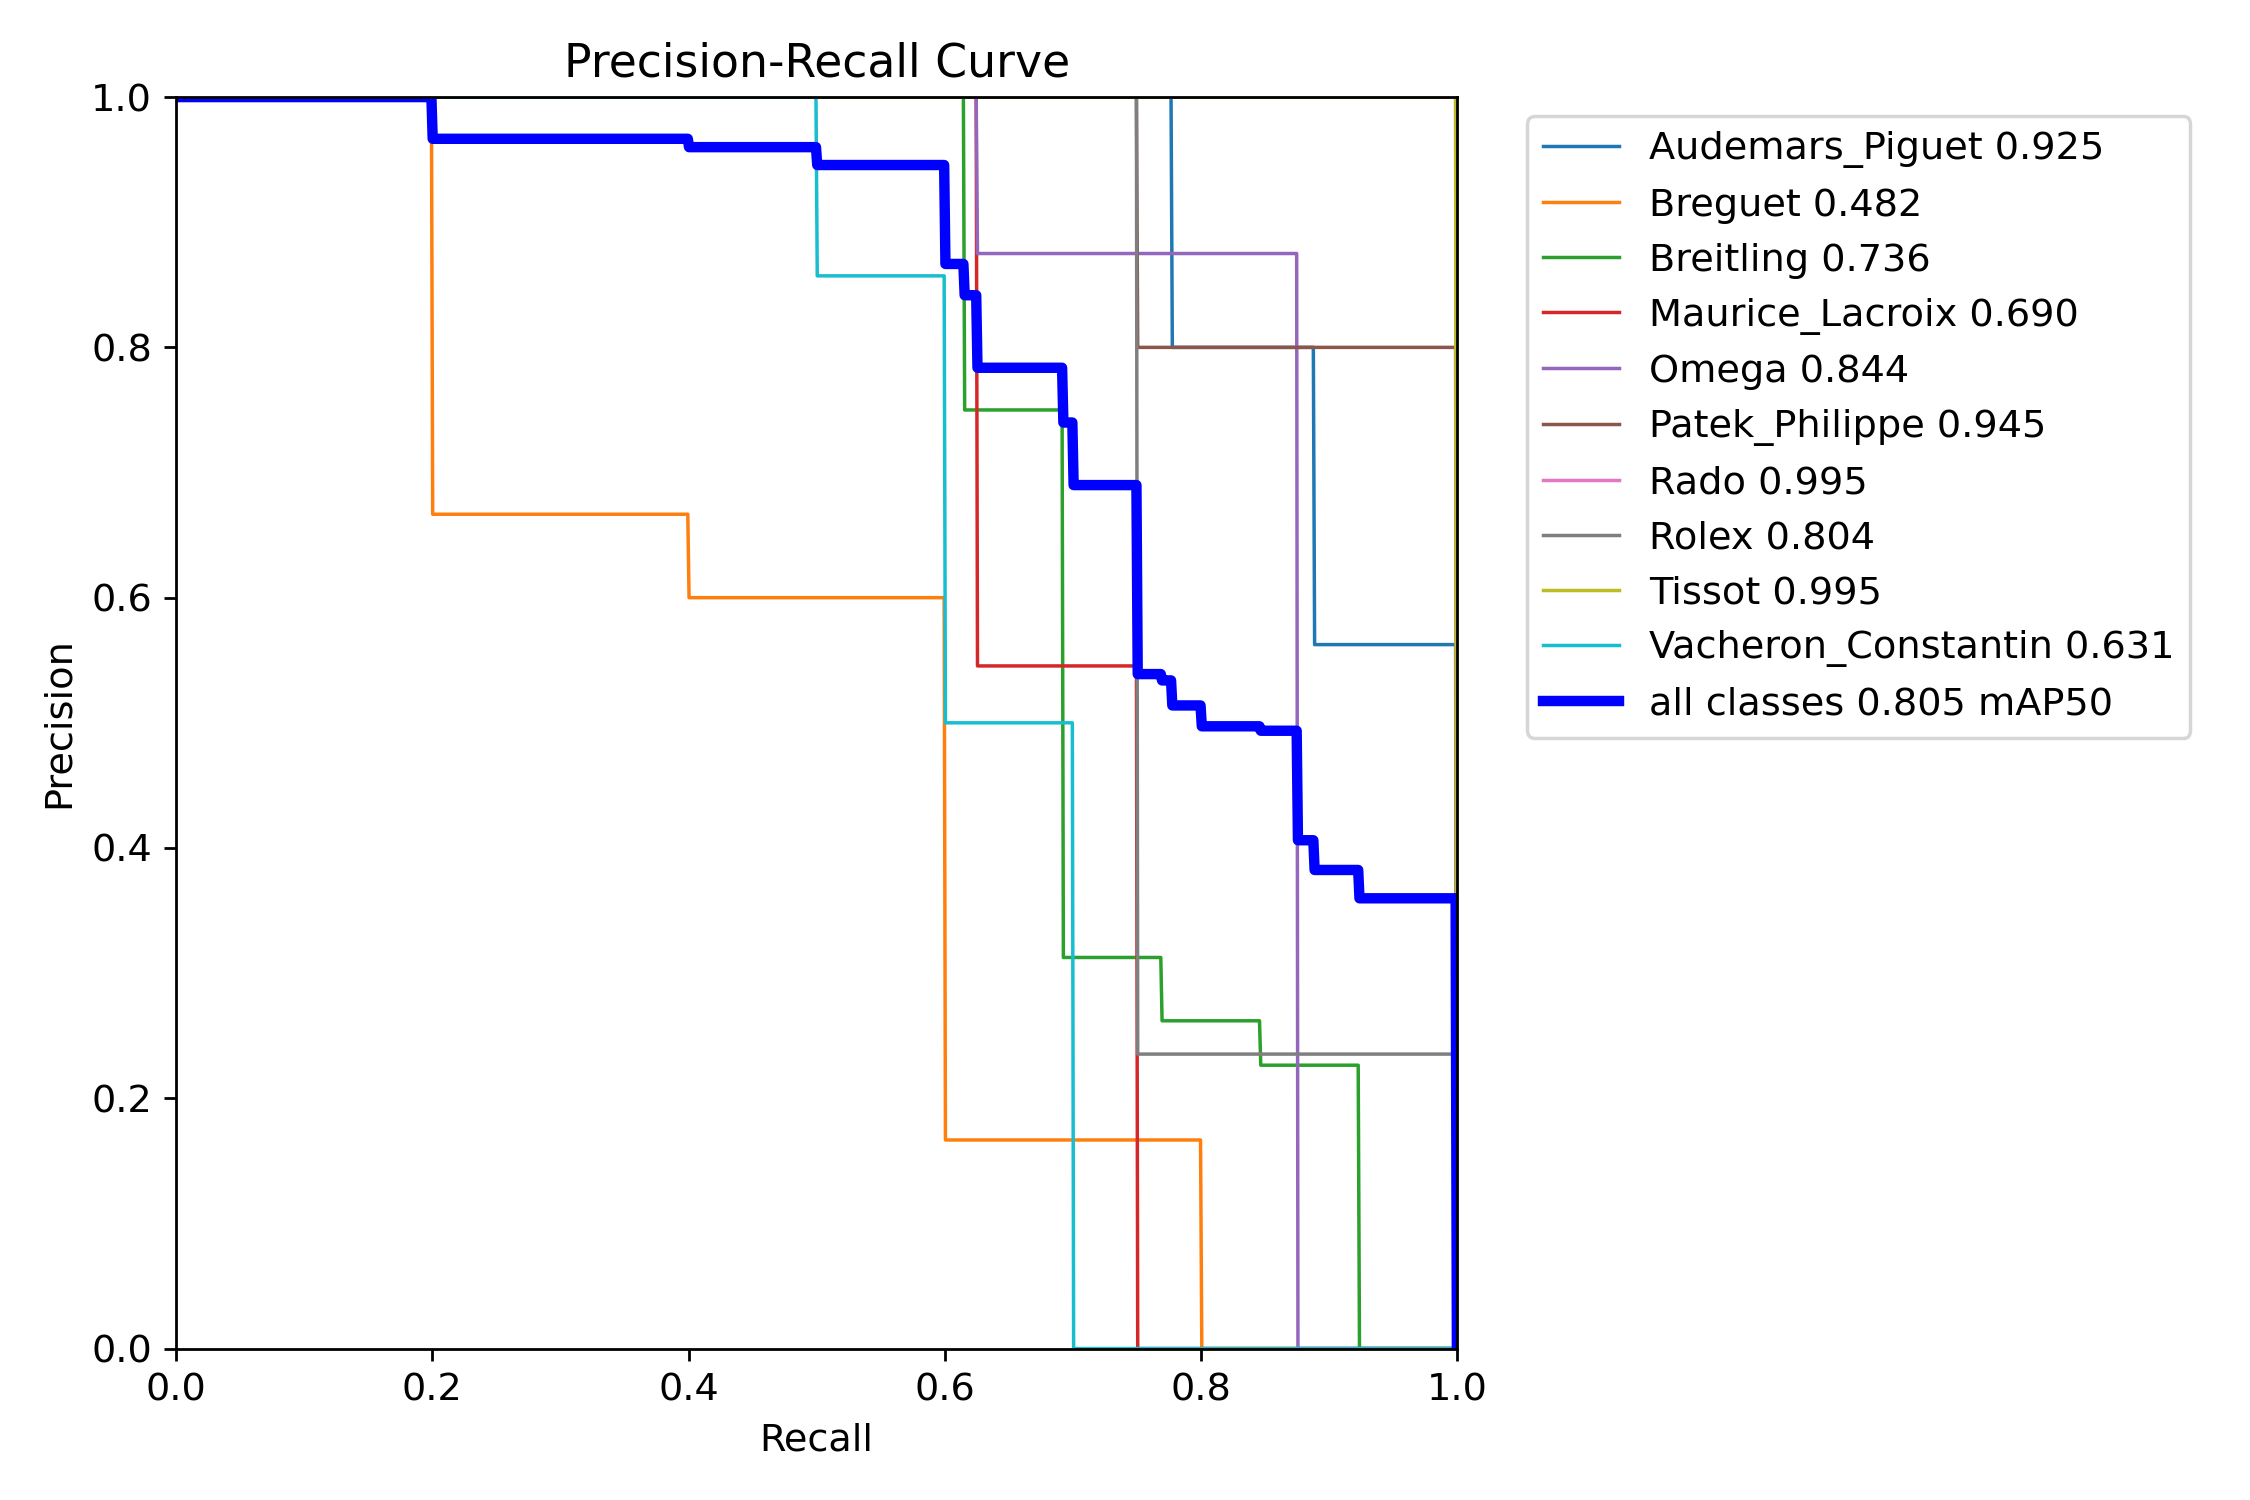 Precision-Recall Curve
1.0
0.8
0.6
0.4
0.2
0.0
Precision
0.0 0.2 0.4 0.6 0.8 1.0
Recall
Audemars_Piguet 0.925
Breguet 0.482
Breitling 0.736
Maurice_Lacroix 0.690
Omega 0.844
Patek_Philippe 0.945
Rado 0.995
Rolex 0.804
Tissot 0.995
Vacheron_Constantin 0.631
all classes 0.805 mAP50